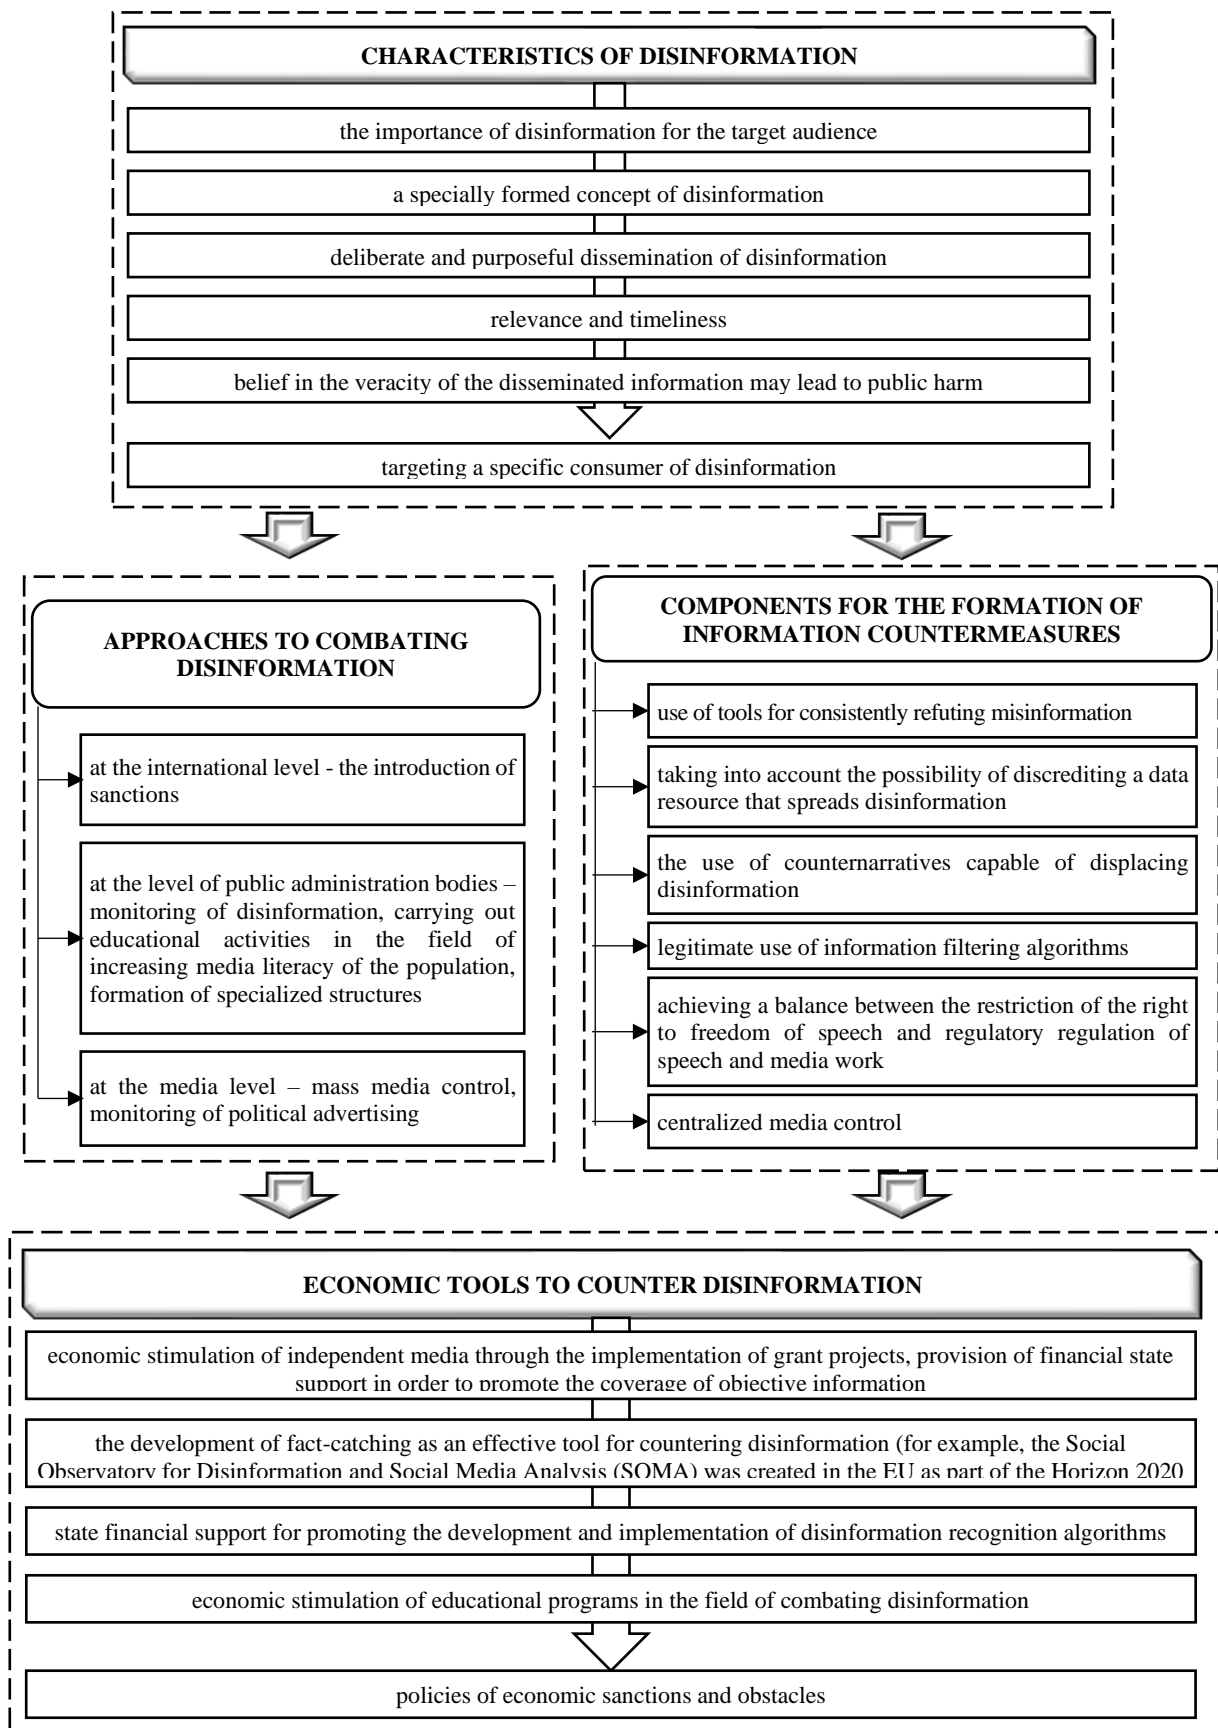 CHARACTERISTICS OF DISINFORMATION
the importance of disinformation for the target audience
a specially formed concept of disinformation
deliberate and purposeful dissemination of disinformation
relevance and timeliness
belief in the veracity of the disseminated information may lead to public harm
targeting a specific consumer of disinformation
APPROACHES TO COMBATING
DISINFORMATION
at the international level - the introduction of
sanctions
at the level of public administration bodies –
monitoring of disinformation, carrying out
educational activities in the field of
increasing media literacy of the population,
formation of specialized structures
at the media level – mass media control,
monitoring of political advertising
COMPONENTS FOR THE FORMATION OF
INFORMATION COUNTERMEASURES
use of tools for consistently refuting misinformation
taking into account the possibility of discrediting a data
resource that spreads disinformation
the use of counternarratives capable of displacing
disinformation
legitimate use of information filtering algorithms
achieving a balance between the restriction of the right
to freedom of speech and regulatory regulation of
speech and media work
centralized media control
ECONOMIC TOOLS TO COUNTER DISINFORMATION
economic stimulation of independent media through the implementation of grant projects, provision of financial state
support in order to promote the coverage of objective information
the development of fact-catching as an effective tool for countering disinformation (for example, the Social
Observatory for Disinformation and Social Media Analysis (SOMA) was created in the EU as part of the Horizon 2020
state financial support for promoting the development and implementation of disinformation recognition algorithms
economic stimulation of educational programs in the field of combating disinformation
policies of economic sanctions and obstacles